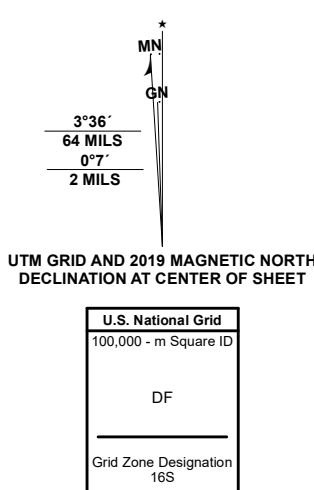 ★
MN
GN
3°36´
64 MILS
0°7´
2 MILS
UTM GRID AND 2019 MAGNETIC NORTH
DECLINATION AT CENTER OF SHEET
U.S. National Grid
100,000 - m Square ID
DF
Grid Zone Designation
16S